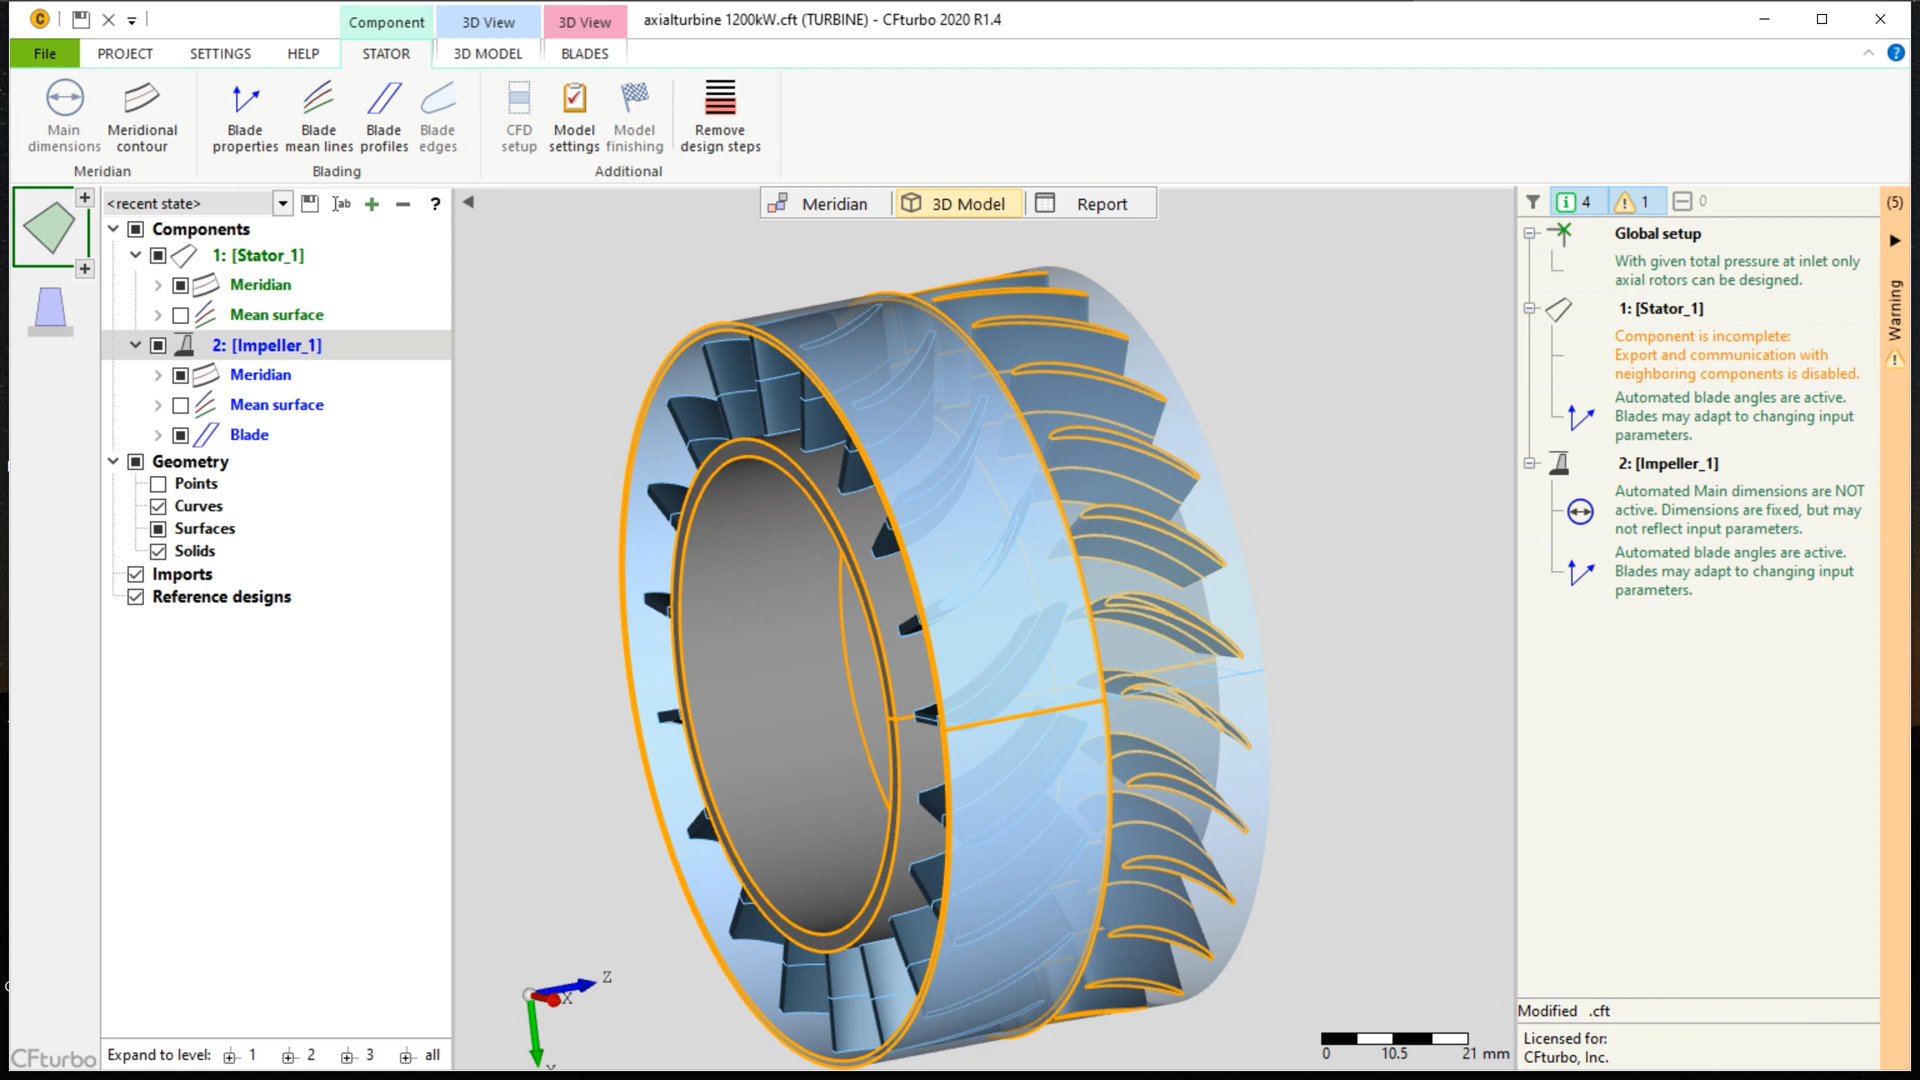 Component
3D View
3D View
axialturbine 1200kW.cft (TURBINE) - CFturbo 2020 R1.4
File
PROJECT
SETTINGS
HELP
STATOR
3D MODEL
BLADES
Main dimensions
Meridional contour
Blade properties
Blade mean lines
Blade profiles
Blade edges
CFD setup
Model settings
Model finishing
Remove design steps
Meridian
Blading
Additional
<recent state>
Meridian
3D Model
Report
4
1
0
(5)
Warning
Components
1: [Stator_1]
Meridian
Mean surface
2: [Impeller_1]
Meridian
Mean surface
Blade
Geometry
Points
Curves
Surfaces
Solids
Imports
Reference designs
Global setup
With given total pressure at inlet only
axial rotors can be designed.
1: [Stator_1]
Component is incomplete:
Export and communication with
neighboring components is disabled.
Automated blade angles are active.
Blades may adapt to changing input
parameters.
2: [Impeller_1]
Automated Main dimensions are NOT
active. Dimensions are fixed, but may
not reflect input parameters.
Automated blade angles are active.
Blades may adapt to changing input
parameters.
Z
X
0
10.5
21 mm
Modified .cft
Licensed for:
CFturbo, Inc.
CFturbo
Expand to level:
1
2
3
all